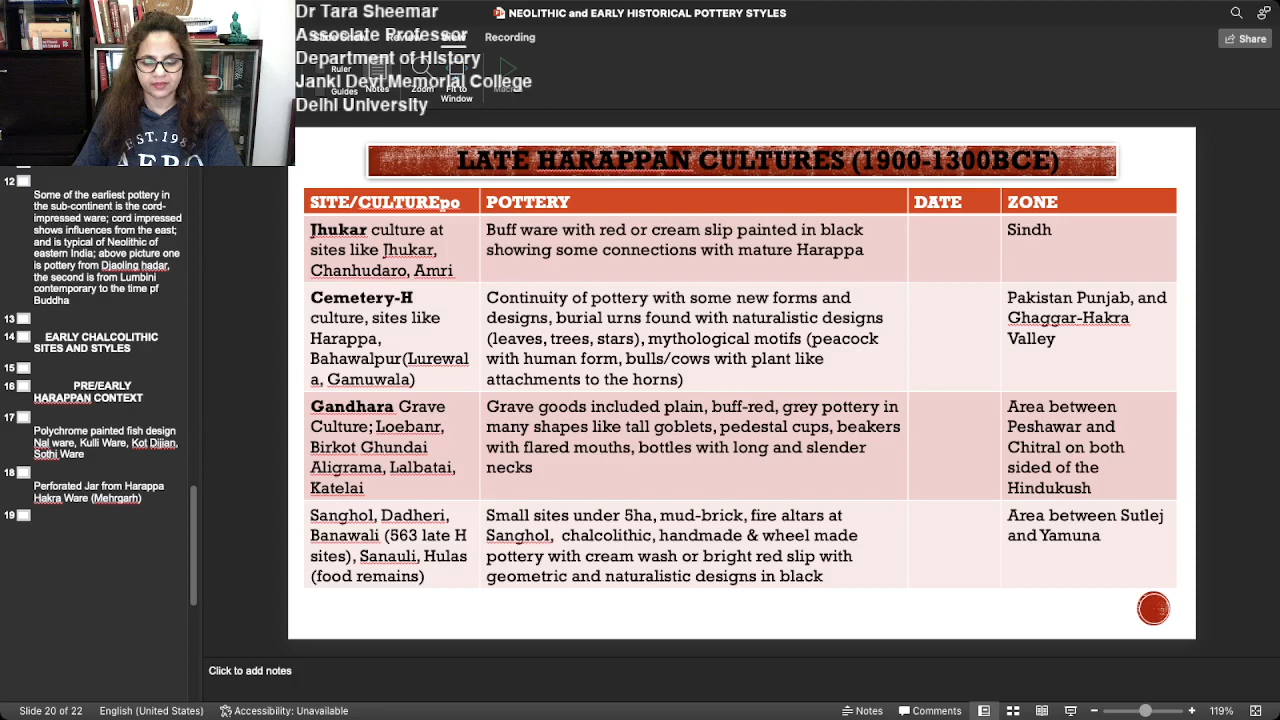 Dr Tara Sheemar
Associate Professor
Department of History
Janki Devi Memorial College
Delhi University
NEOLITHIC and EARLY HISTORICAL POTTERY STYLES
Recording
Share
Ruler
Guides
Notes
Zoom
Fit to
Window
Macros
12
Some of the earliest pottery in
the sub-continent is the cord-
impressed ware; cord impressed
shows influences from the east;
and is typical of Neolithic of
eastern India; above picture one
is pottery from Djaoling hadar,
the second is from Lumbini
contemporary to the time pf
Buddha
13
14 EARLY CHALCOLITHIC
SITES AND STYLES
15
16 PRE/EARLY
HARAPPAN CONTEXT
17
Polychrome painted fish design
Nal ware, Kulli Ware, Kot Dijian,
Sothi Ware
18
Perforated Jar from Harappa
Hakra Ware (Mehrgarh)
19
LATE HARAPPAN CULTURES (1900-1300BCE)
SITE/CULTUREpo POTTERY DATE ZONE
Jhukar culture at
sites like Jhukar,
Chanhudaro, Amri
Buff ware with red or cream slip painted in black
showing some connections with mature Harappa
Sindh
Cemetery-H
culture, sites like
Harappa,
Bahawalpur(Lurewal
a, Gamuwala)
Continuity of pottery with some new forms and
designs, burial urns found with naturalistic designs
(leaves, trees, stars), mythological motifs (peacock
with human form, bulls/cows with plant like
attachments to the horns)
Pakistan Punjab, and
Ghaggar-Hakra
Valley
Gandhara Grave
Culture; Loebanr,
Birkot Ghundai
Aligrama, Lalbatai,
Katelai
Grave goods included plain, buff-red, grey pottery in
many shapes like tall goblets, pedestal cups, beakers
with flared mouths, bottles with long and slender
necks
Area between
Peshawar and
Chitral on both
sided of the
Hindukush
Sanghol, Dadheri,
Banawali (563 late H
sites), Sanauli, Hulas
(food remains)
Small sites under 5ha, mud-brick, fire altars at
Sanghol, chalcolithic, handmade & wheel made
pottery with cream wash or bright red slip with
geometric and naturalistic designs in black
Area between Sutlej
and Yamuna
Click to add notes
Slide 20 of 22 English (United States) Accessibility: Unavailable Notes Comments 119%